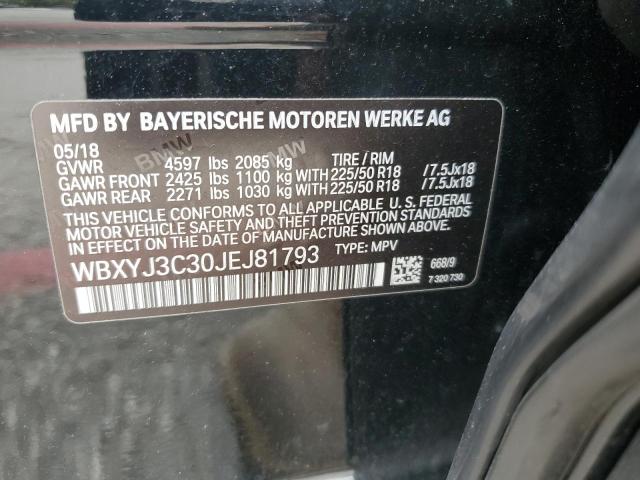 MFD BY BAYERISCHE MOTOREN WERKE AG
05/18
GVWR 4597 lbs 2085 kg TIRE / RIM
GAWR FRONT 2425 lbs 1100 kg WITH 225/50 R18 /7.5Jx18
GAWR REAR 2271 lbs 1030 kg WITH 225/50 R18 /7.5Jx18
THIS VEHICLE CONFORMS TO ALL APPLICABLE U. S. FEDERAL
MOTOR VEHICLE SAFETY AND THEFT PREVENTION STANDARDS
IN EFFECT ON THE DATE OF MANUFACTURE SHOWN ABOVE.
WBXYJ3C30JEJ81793 TYPE: MPV
668/9
7 320 730
BMW